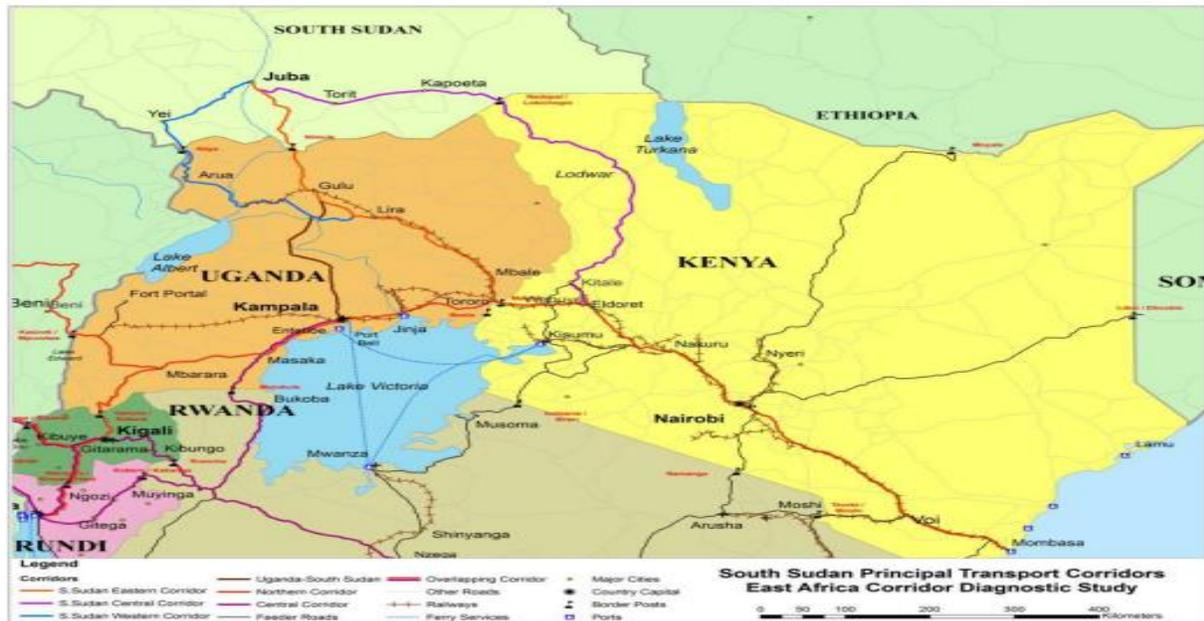 SOUTH SUDAN
Juba
Kapoeta
Torit
Yei
ETHIOPIA
Lake
Turkana
Moyale
Nimule
Lodwar
Arua
Gulu
Lira
Lake
Albert
UGANDA
Mbale
KENYA
Kitale
Beni
Fort Portal
Kampala
Tororo
Eldoret
Entebbe
Port
Bell
Jinja
Kisumu
Nakuru
Nyeri
Masaka
Mbarara
Lake Victoria
RWANDA
Bukoba
Nairobi
Musoma
Kigali
Kibuye
Gitarama
Kibungo
Mwanza
Lamu
Namanga
Ngozi
Muyinga
Gitega
Arusha
Moshi
Voi
Mombasa
Shinyanga
Nzega
RUNDI
Legend
Corridors
S.Sudan Eastern Corridor
S.Sudan Central Corridor
S.Sudan Western Corridor
Uganda-South Sudan
Northern Corridor
Central Corridor
Feeder Roads
Overlapping Corridor
Other Roads
Railways
Ferry Services
Major Cities
Country Capital
Border Posts
Ports
South Sudan Principal Transport Corridors
East Africa Corridor Diagnostic Study
0 50 100 200 300 400
Kilometers